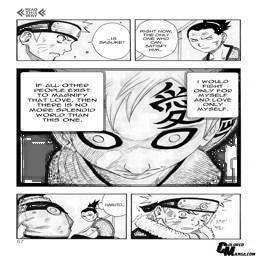 READ
THIS
WAY
RIGHT NOW,
THE ONLY
ONE WHO
CAN
SATISFY
HIM...
...IS
SASUKE!
I WOULD
FIGHT
ONLY FOR
MYSELF
AND LOVE
ONLY
MYSELF.
IF ALL OTHER
PEOPLE EXIST
TO MAGNIFY
THAT LOVE, THEN
THERE IS NO
MORE SPLENDID
WORLD THAN
THIS ONE.
愛
NARUTO...
57
COLORED
MANGA.COM